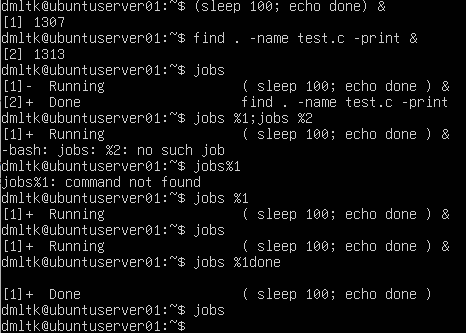 dmltk@ubuntuserver01:~$ (sleep 100; echo done) &
[1] 1307
dmltk@ubuntuserver01:~$ find . -name test.c -print &
[2] 1313
dmltk@ubuntuserver01:~$ jobs
[1]-  Running                 ( sleep 100; echo done ) &
[2]+  Done                    find . -name test.c -print
dmltk@ubuntuserver01:~$ jobs %1;jobs %2
[1]+  Running                 ( sleep 100; echo done ) &
-bash: jobs: %2: no such job
dmltk@ubuntuserver01:~$ jobs%1
jobs%1: command not found
dmltk@ubuntuserver01:~$ jobs %1
[1]+  Running                 ( sleep 100; echo done ) &
dmltk@ubuntuserver01:~$ jobs
[1]+  Running                 ( sleep 100; echo done ) &
dmltk@ubuntuserver01:~$ jobs %1done
[1]+  Done                    ( sleep 100; echo done )
dmltk@ubuntuserver01:~$ jobs
dmltk@ubuntuserver01:~$